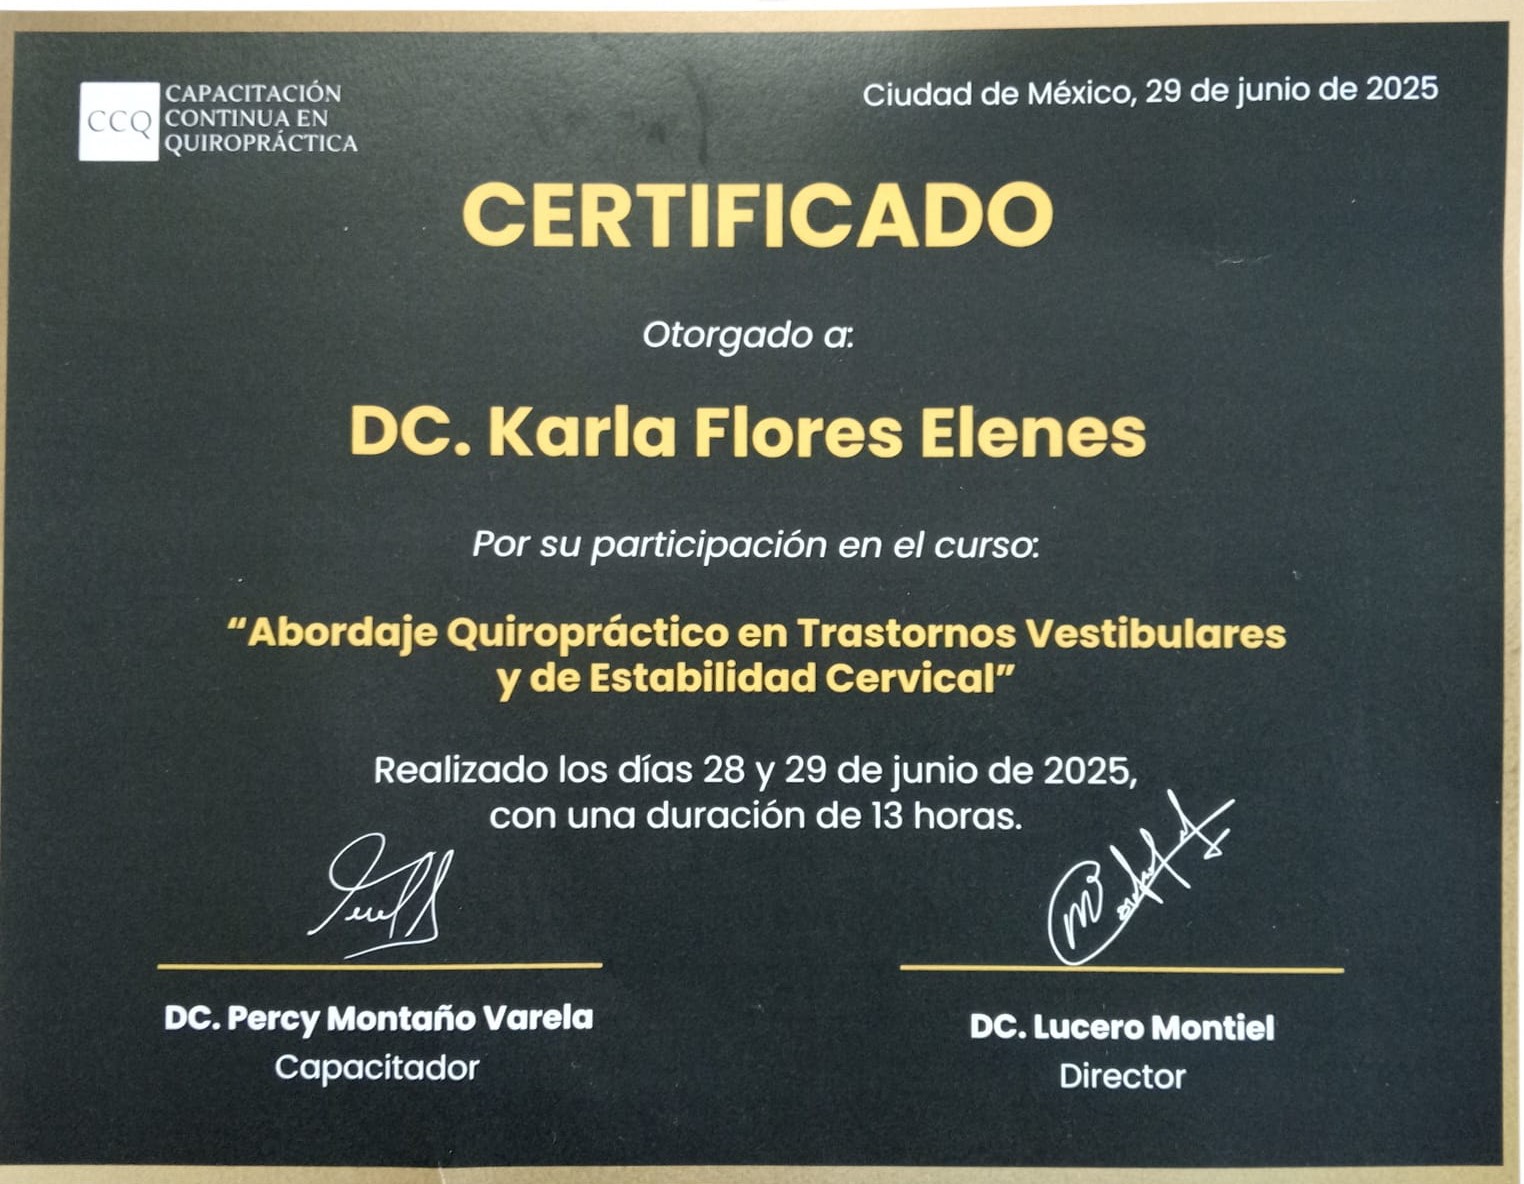 CCQ
CAPACITACIÓN
CONTINUA EN
QUIROPRÁCTICA
Ciudad de México, 29 de junio de 2025
CERTIFICADO
Otorgado a:
DC. Karla Flores Elenes
Por su participación en el curso:
“Abordaje Quiropráctico en Trastornos Vestibulares
y de Estabilidad Cervical”
Realizado los días 28 y 29 de junio de 2025,
con una duración de 13 horas.
DC. Percy Montaño Varela
Capacitador
DC. Lucero Montiel
Director